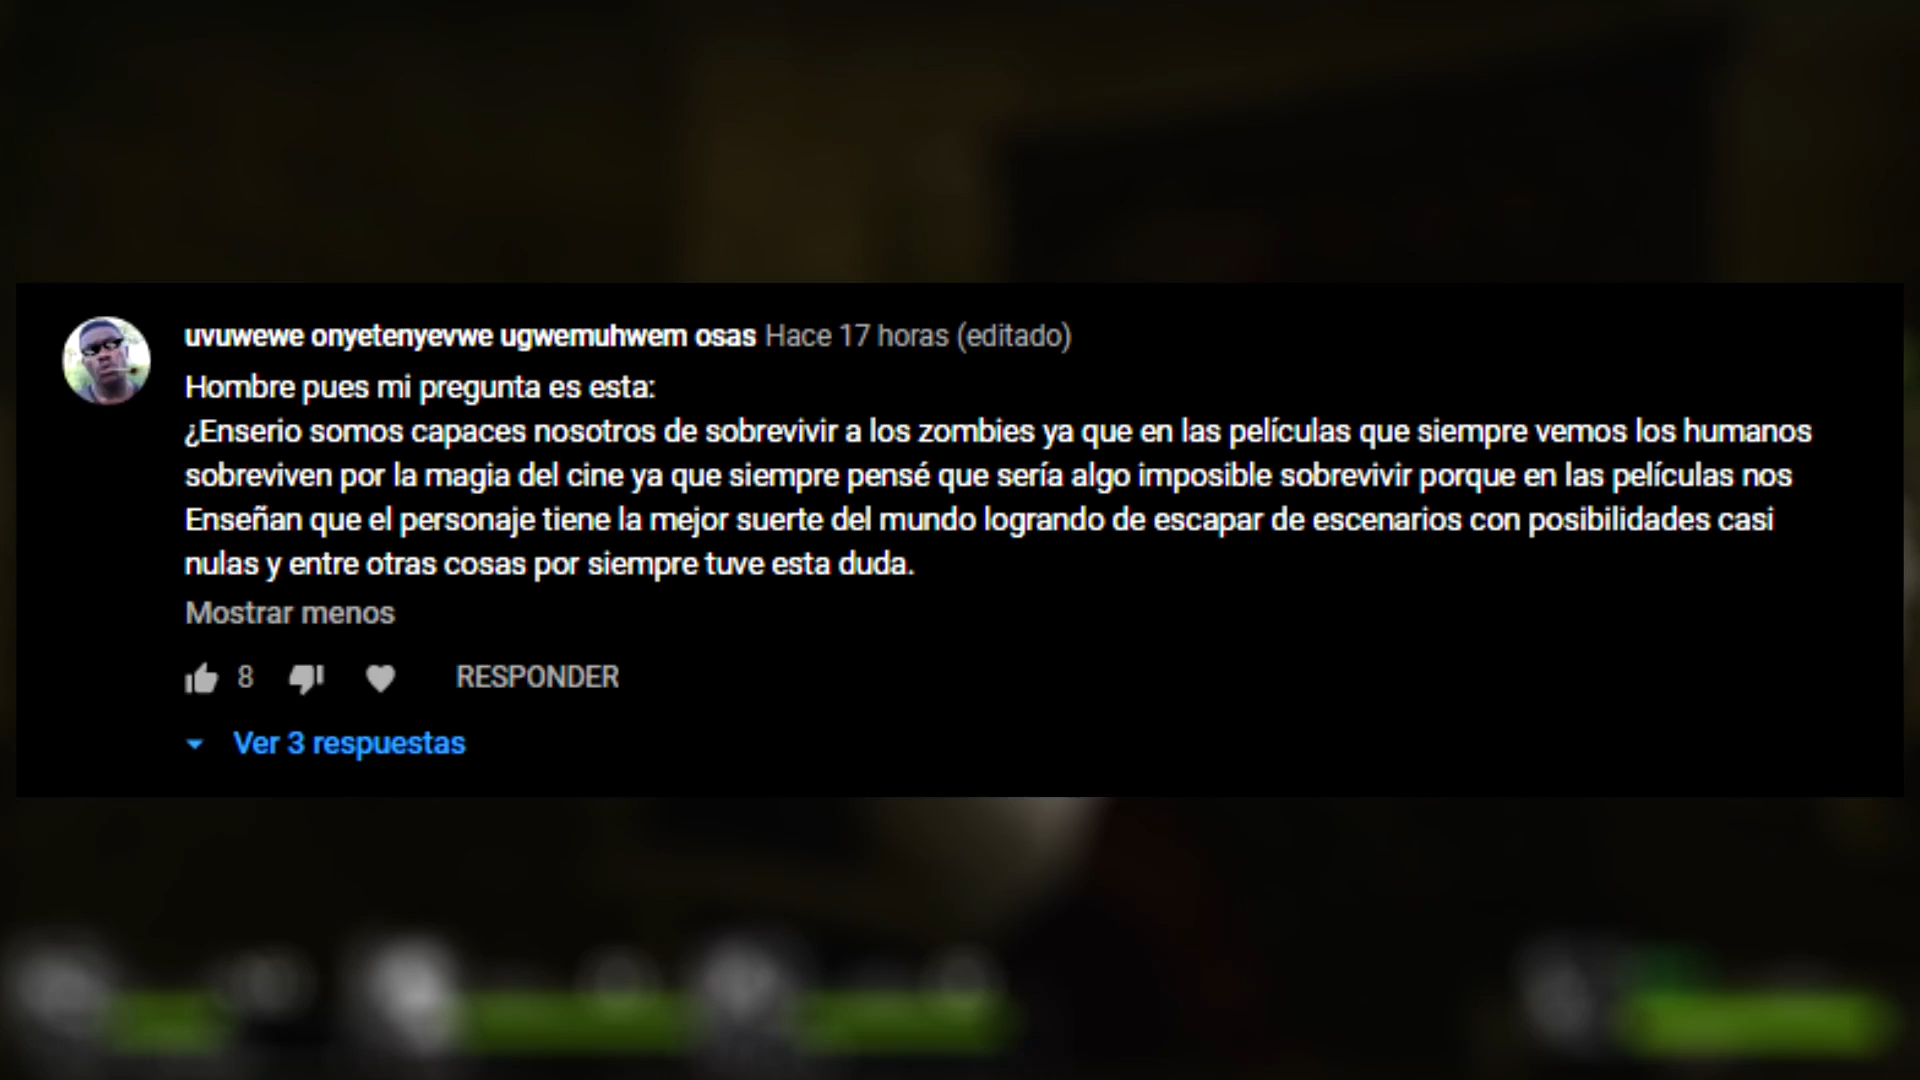 uvuwewe onyetenyevwe ugwemuhwem osas Hace 17 horas (editado)
Hombre pues mi pregunta es esta:
¿Enserio somos capaces nosotros de sobrevivir a los zombies ya que en las películas que siempre vemos los humanos
sobreviven por la magia del cine ya que siempre pensé que sería algo imposible sobrevivir porque en las películas nos
Enseñan que el personaje tiene la mejor suerte del mundo logrando de escapar de escenarios con posibilidades casi
nulas y entre otras cosas por siempre tuve esta duda.
Mostrar menos
8 RESPONDER
Ver 3 respuestas